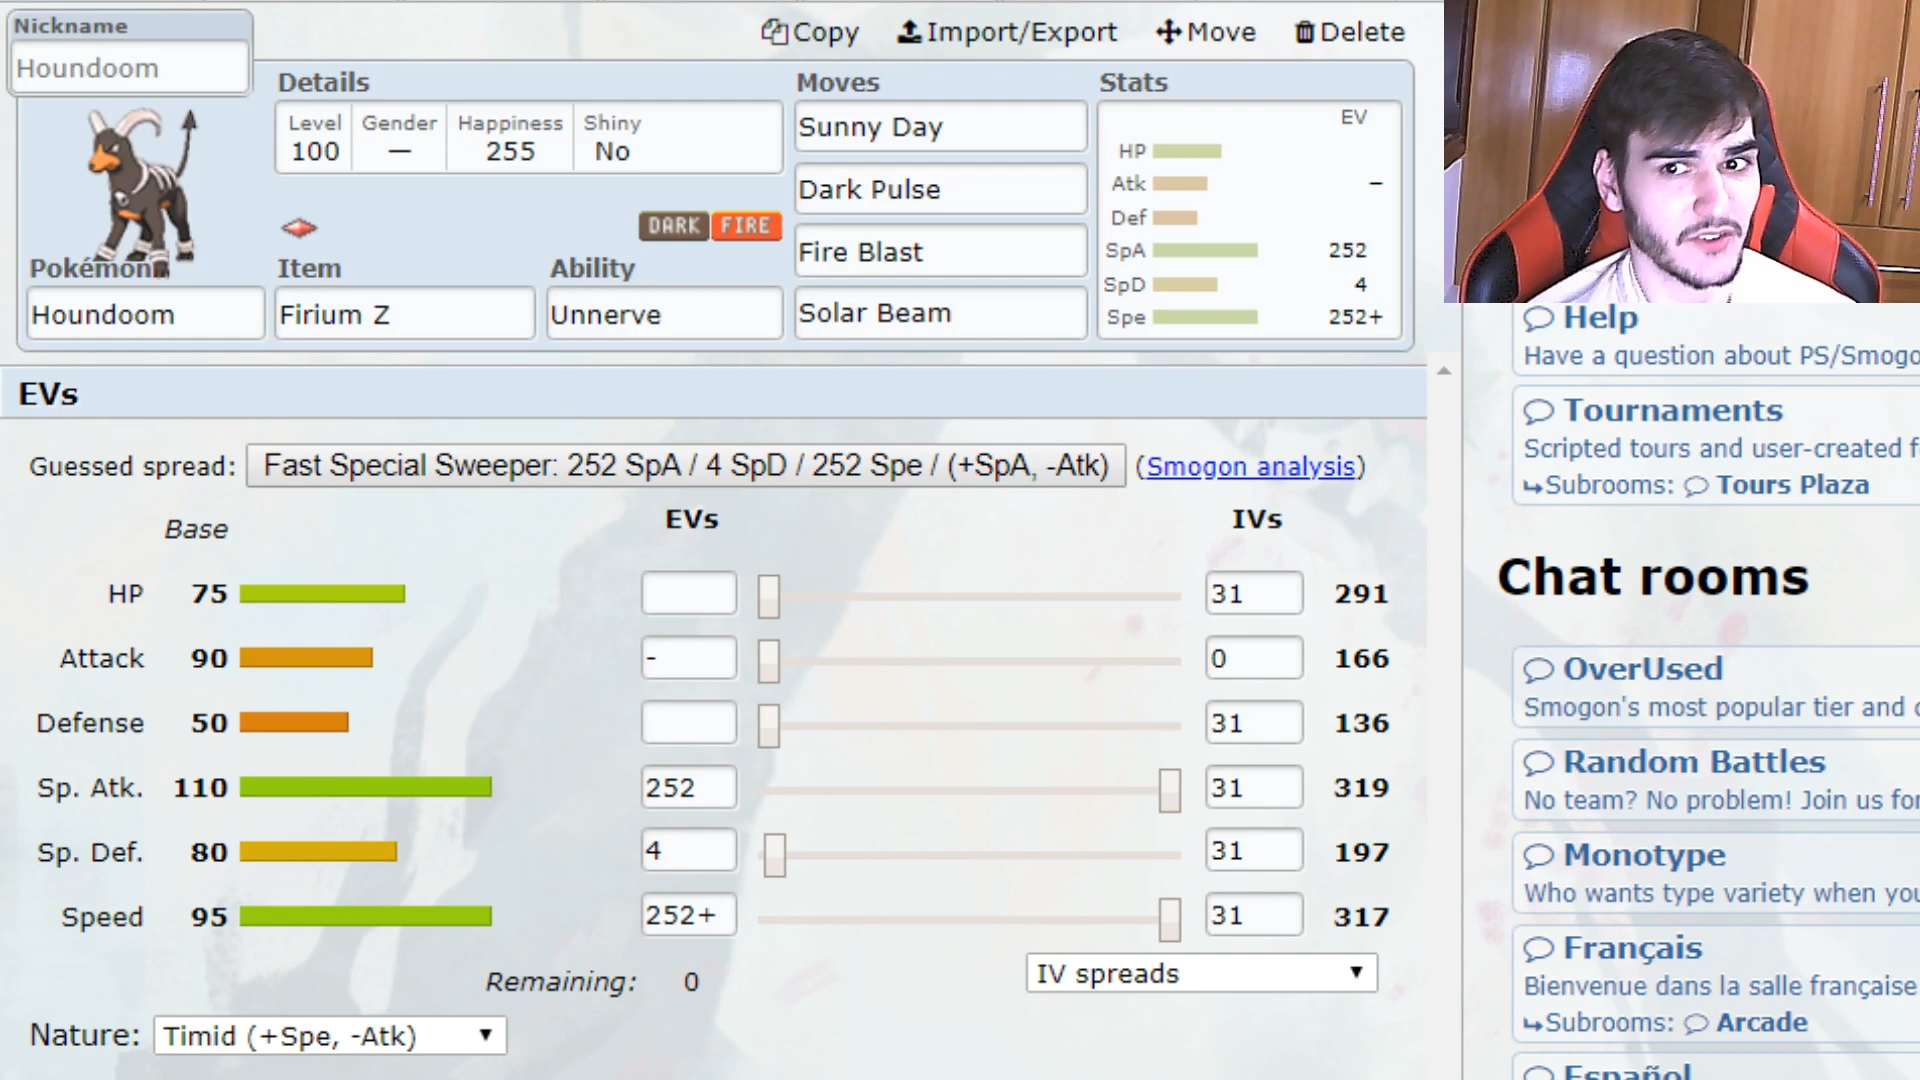 Nickname
Houndoom
Copy Import/Export Move Delete
Details
Level Gender Happiness Shiny
100 — 255 No
DARK FIRE
Pokémon Item Ability
Houndoom Firium Z Unnerve
Moves
Sunny Day
Dark Pulse
Fire Blast
Solar Beam
Stats
EV
HP
Atk –
Def
SpA 252
SpD 4
Spe 252+
EVs
Guessed spread: Fast Special Sweeper: 252 SpA / 4 SpD / 252 Spe / (+SpA, -Atk) (Smogon analysis)
Base EVs IVs
HP 75 31 291
Attack 90 - 0 166
Defense 50 31 136
Sp. Atk. 110 252 31 319
Sp. Def. 80 4 31 197
Speed 95 252+ 31 317
Remaining: 0 IV spreads
Nature: Timid (+Spe, -Atk)
Help
Have a question about PS/Smogo
Tournaments
Scripted tours and user-created f
↳Subrooms: Tours Plaza
Chat rooms
OverUsed
Smogon's most popular tier and
Random Battles
No team? No problem! Join us for
Monotype
Who wants type variety when you
Français
Bienvenue dans la salle française
↳Subrooms: Arcade
Español